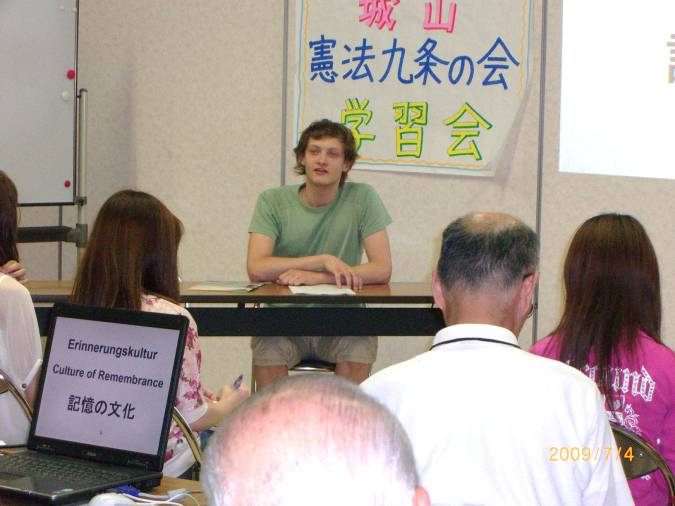 城山
憲法九条の会
学習会
Erinnerungskultur
Culture of Remembrance
記憶の文化
2009/7/4